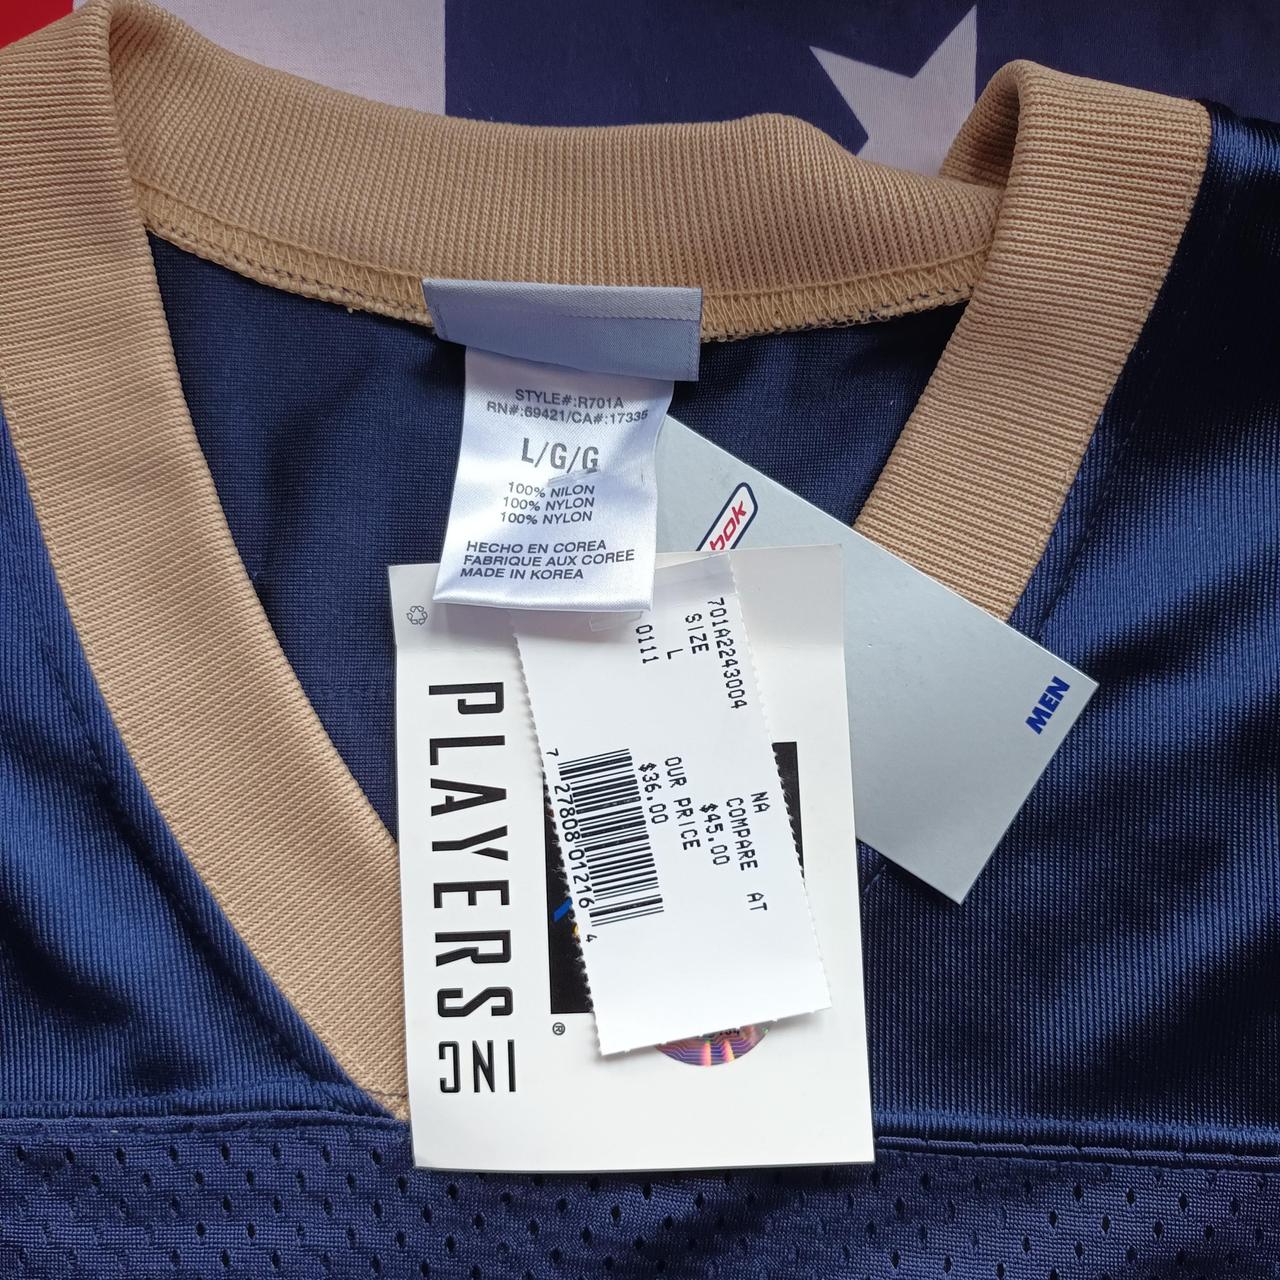 STYLE#:R701A
RN#:69421/CA#:17335
L/G/G
100% NILON
100% NYLON
100% NYLON
HECHO EN COREA
FABRIQUE AUX COREE
MADE IN KOREA
bok
MEN
PLAYERS INC
®
701A2243004
SIZE
L
0111
NA
COMPARE AT
$45.00
OUR PRICE
$36.00
7 27808 01216 4